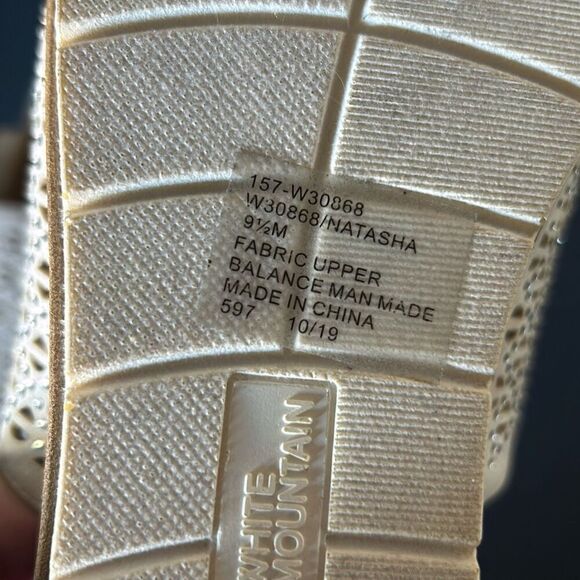 157-W30868
W30868/NATASHA
9½M
FABRIC UPPER
BALANCE MAN MADE
MADE IN CHINA
597 10/19
WHITE
MOUNTAIN